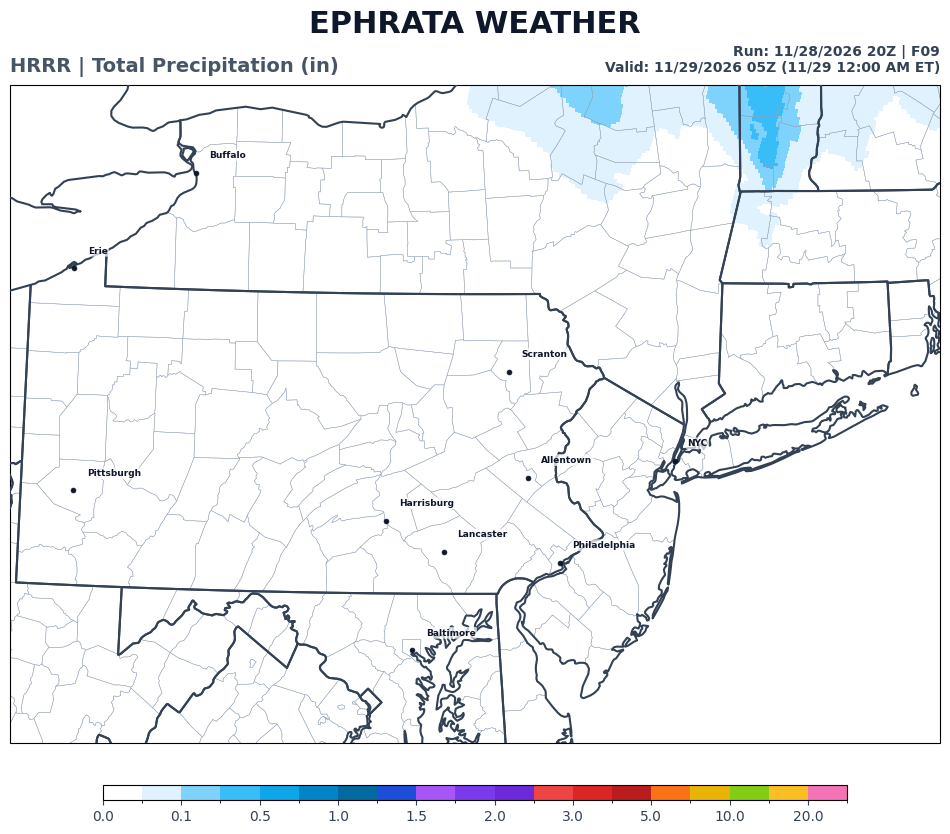 EPHRATA WEATHER
Run: 11/28/2026 20Z | F09
HRRR | Total Precipitation (in)
Valid: 11/29/2026 05Z (11/29 12:00 AM ET)
Buffalo
Erie
Scranton
NYC
Allentown
Pittsburgh
Harrisburg
Lancaster
Philadelphia
Baltimore
0.0 0.1 0.5 1.0 1.5 2.0 3.0 5.0 10.0 20.0